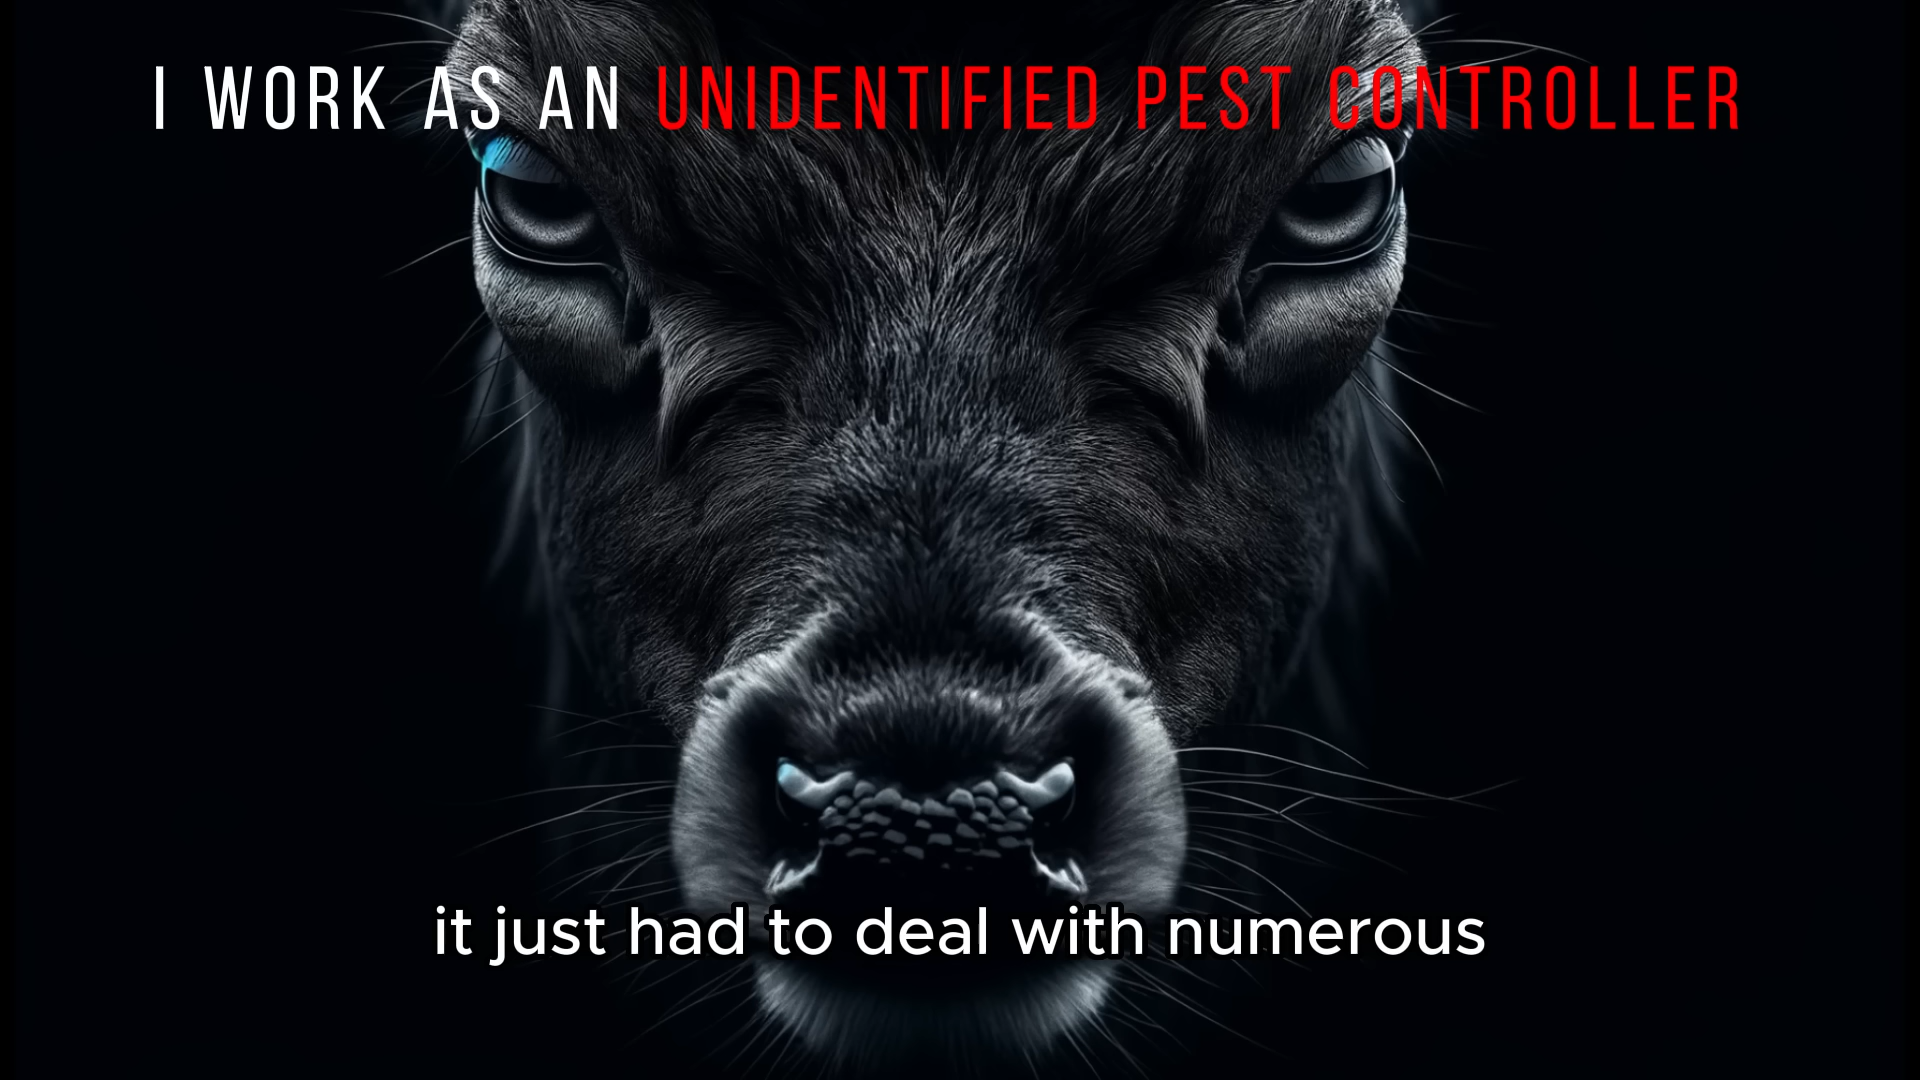 I WORK AS AN UNIDENTIFIED PEST CONTROLLER
it just had to deal with numerous